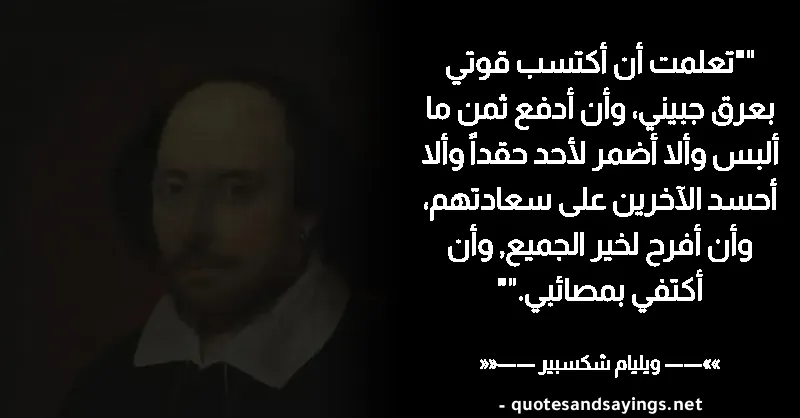 ""تعلمت أن أكتسب قوتي
بعرق جبيني، وأن أدفع ثمن ما
ألبس وألا أضمر لأحد حقداً وألا
أحسد الآخرين على سعادتهم،
وأن أفرح لخير الجميع, وأن
أكتفي بمصائبي.""
»»—— ويليام شكسبير ——««
- quotesandsayings.net